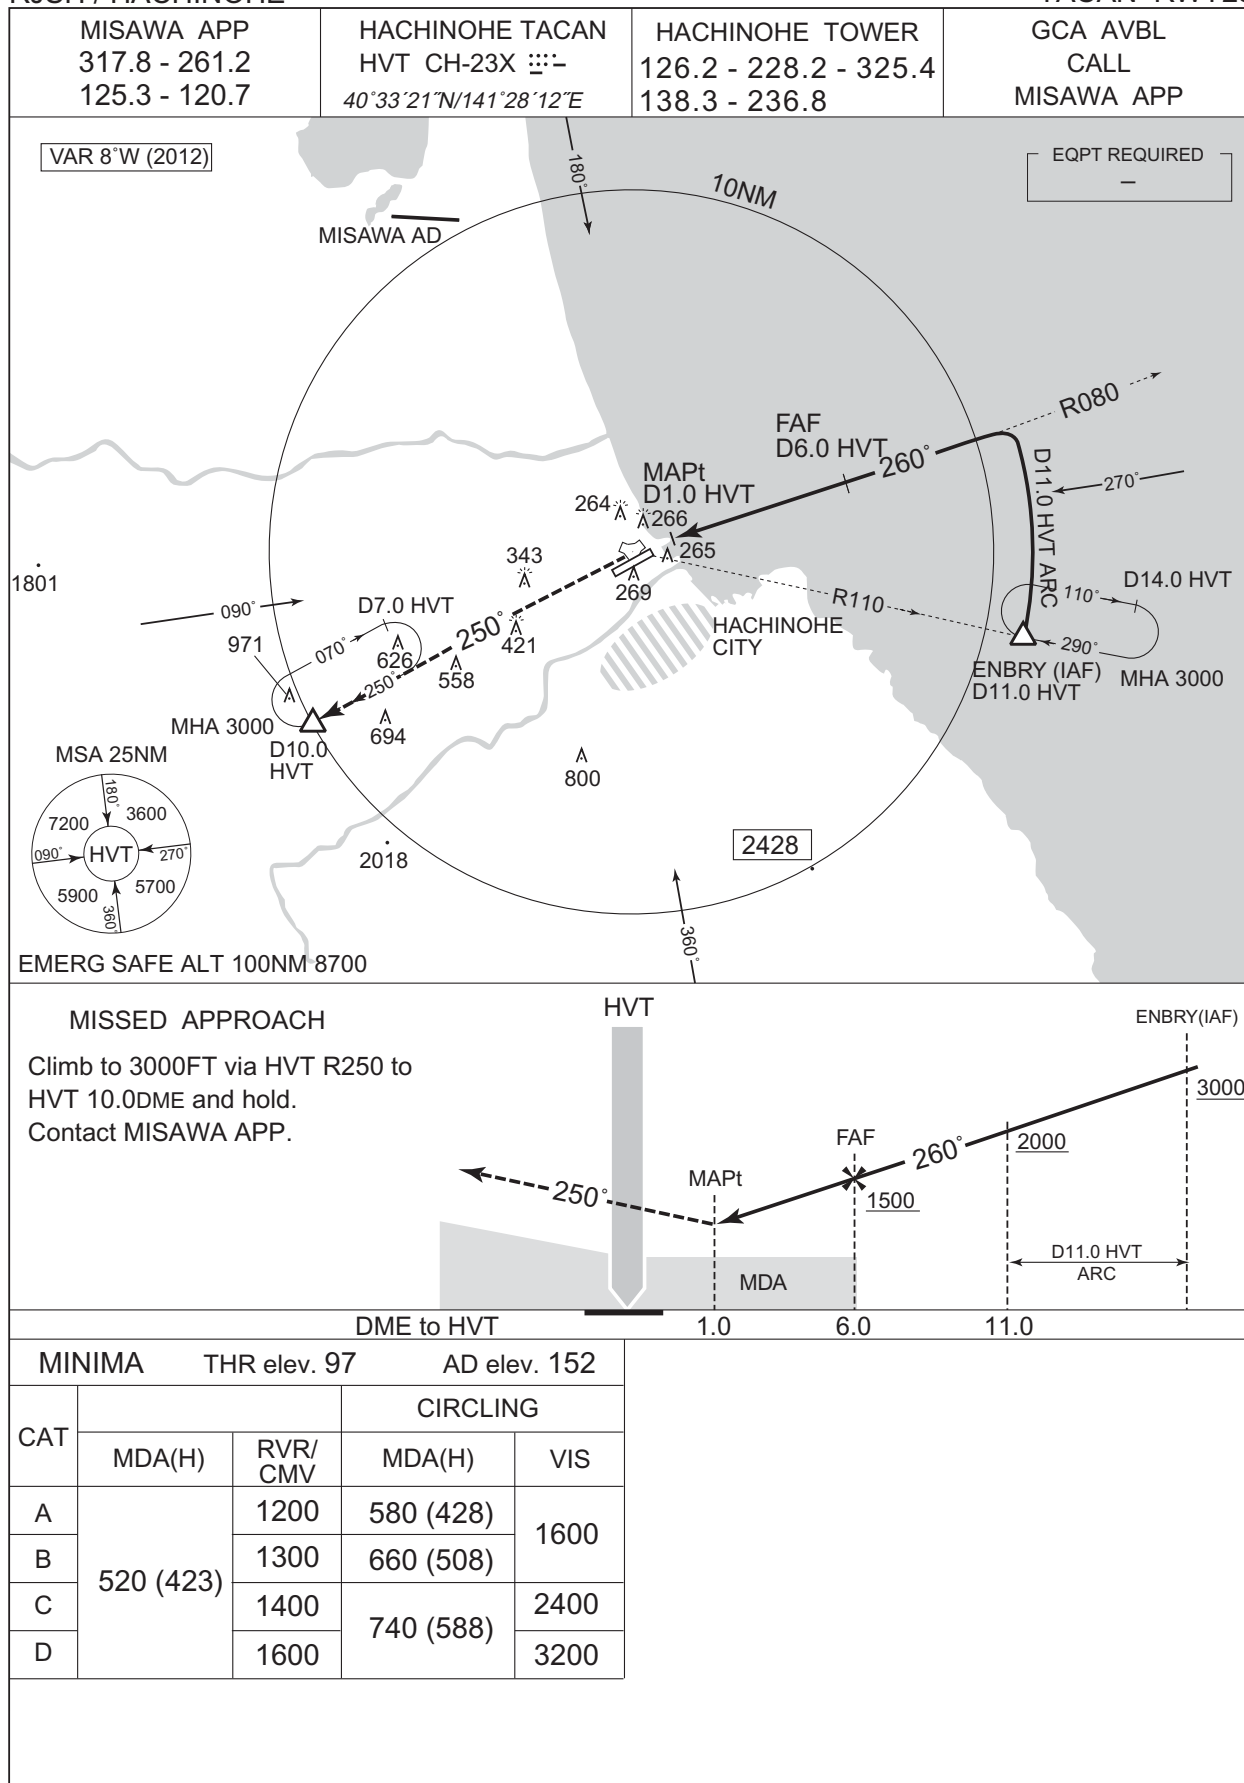 MISAWA APP
317.8 - 261.2
125.3 - 120.7
HACHINOHE TACAN
HVT CH-23X
40°33´21˝N/141°28´12˝E
HACHINOHE TOWER
126.2 - 228.2 - 325.4
138.3 - 236.8
GCA AVBL
CALL
MISAWA APP
VAR 8°W (2012)
180°
10NM
EQPT REQUIRED
–
MISAWA AD
R080
FAF
D6.0 HVT
260°
MAPt
D1.0 HVT
D11.0 HVT ARC
270°
264
266
265
343
269
1801
090°
D7.0 HVT
R110
110°
D14.0 HVT
971
070°
250°
421
HACHINOHE
CITY
626
558
290°
250°
ENBRY (IAF)
D11.0 HVT
MHA 3000
MHA 3000
694
D10.0
HVT
800
MSA 25NM
180°
7200
3600
090°
HVT
270°
5900
5700
360°
2018
2428
360°
EMERG SAFE ALT 100NM 8700
MISSED APPROACH
Climb to 3000FT via HVT R250 to
HVT 10.0DME and hold.
Contact MISAWA APP.
HVT
ENBRY(IAF)
3000
FAF
260°
2000
MAPt
250°
1500
D11.0 HVT
ARC
MDA
DME to HVT
1.0
6.0
11.0
MINIMA THR elev. 97 AD elev. 152
CAT
CIRCLING
MDA(H)
RVR/
CMV
MDA(H)
VIS
A
1200
580 (428)
1600
B
1300
660 (508)
520 (423)
C
1400
740 (588)
2400
D
1600
3200